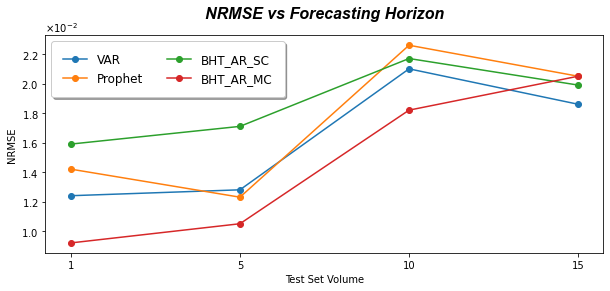 NRMSE vs Forecasting Horizon
×10⁻²
VAR
Prophet
BHT_AR_SC
BHT_AR_MC
NRMSE
2.2
2.0
1.8
1.6
1.4
1.2
1.0
1 5 10 15
Test Set Volume